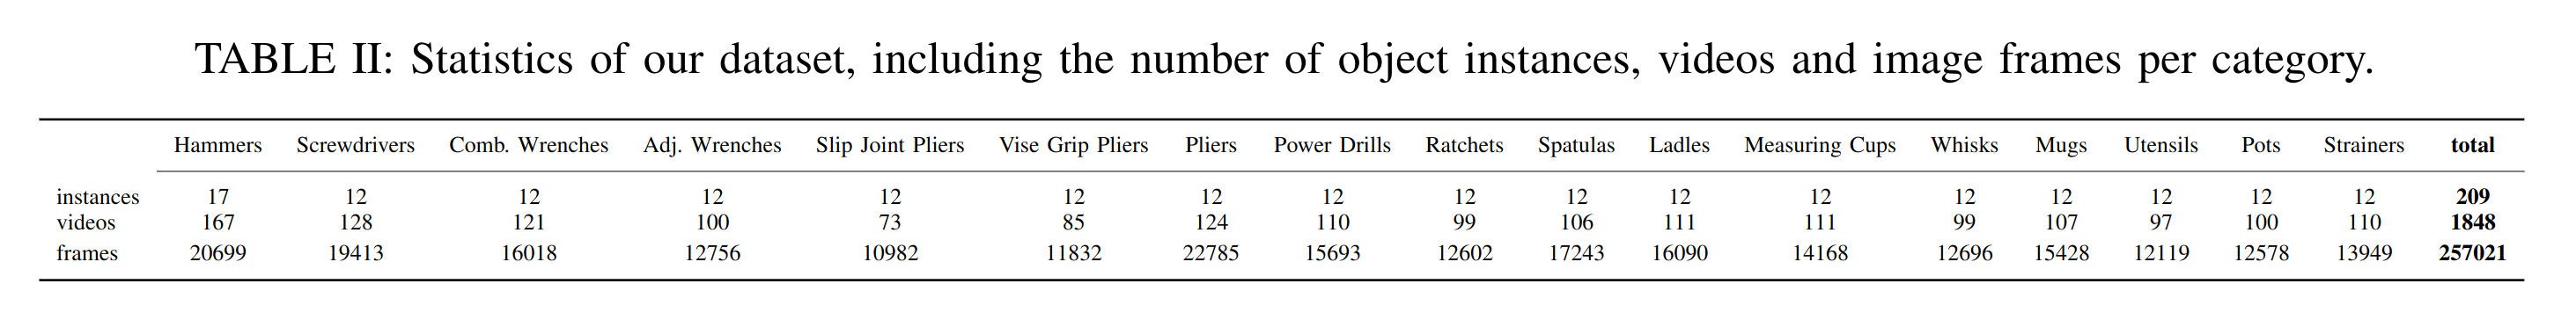 TABLE II: Statistics of our dataset, including the number of object instances, videos and image frames per category.
Hammers Screwdrivers Comb. Wrenches Adj. Wrenches Slip Joint Pliers Vise Grip Pliers Pliers Power Drills Ratchets Spatulas Ladles Measuring Cups Whisks Mugs Utensils Pots Strainers total
instances 17 12 12 12 12 12 12 12 12 12 12 12 12 12 12 12 12 209
videos 167 128 121 100 73 85 124 110 99 106 111 111 99 107 97 100 110 1848
frames 20699 19413 16018 12756 10982 11832 22785 15693 12602 17243 16090 14168 12696 15428 12119 12578 13949 257021